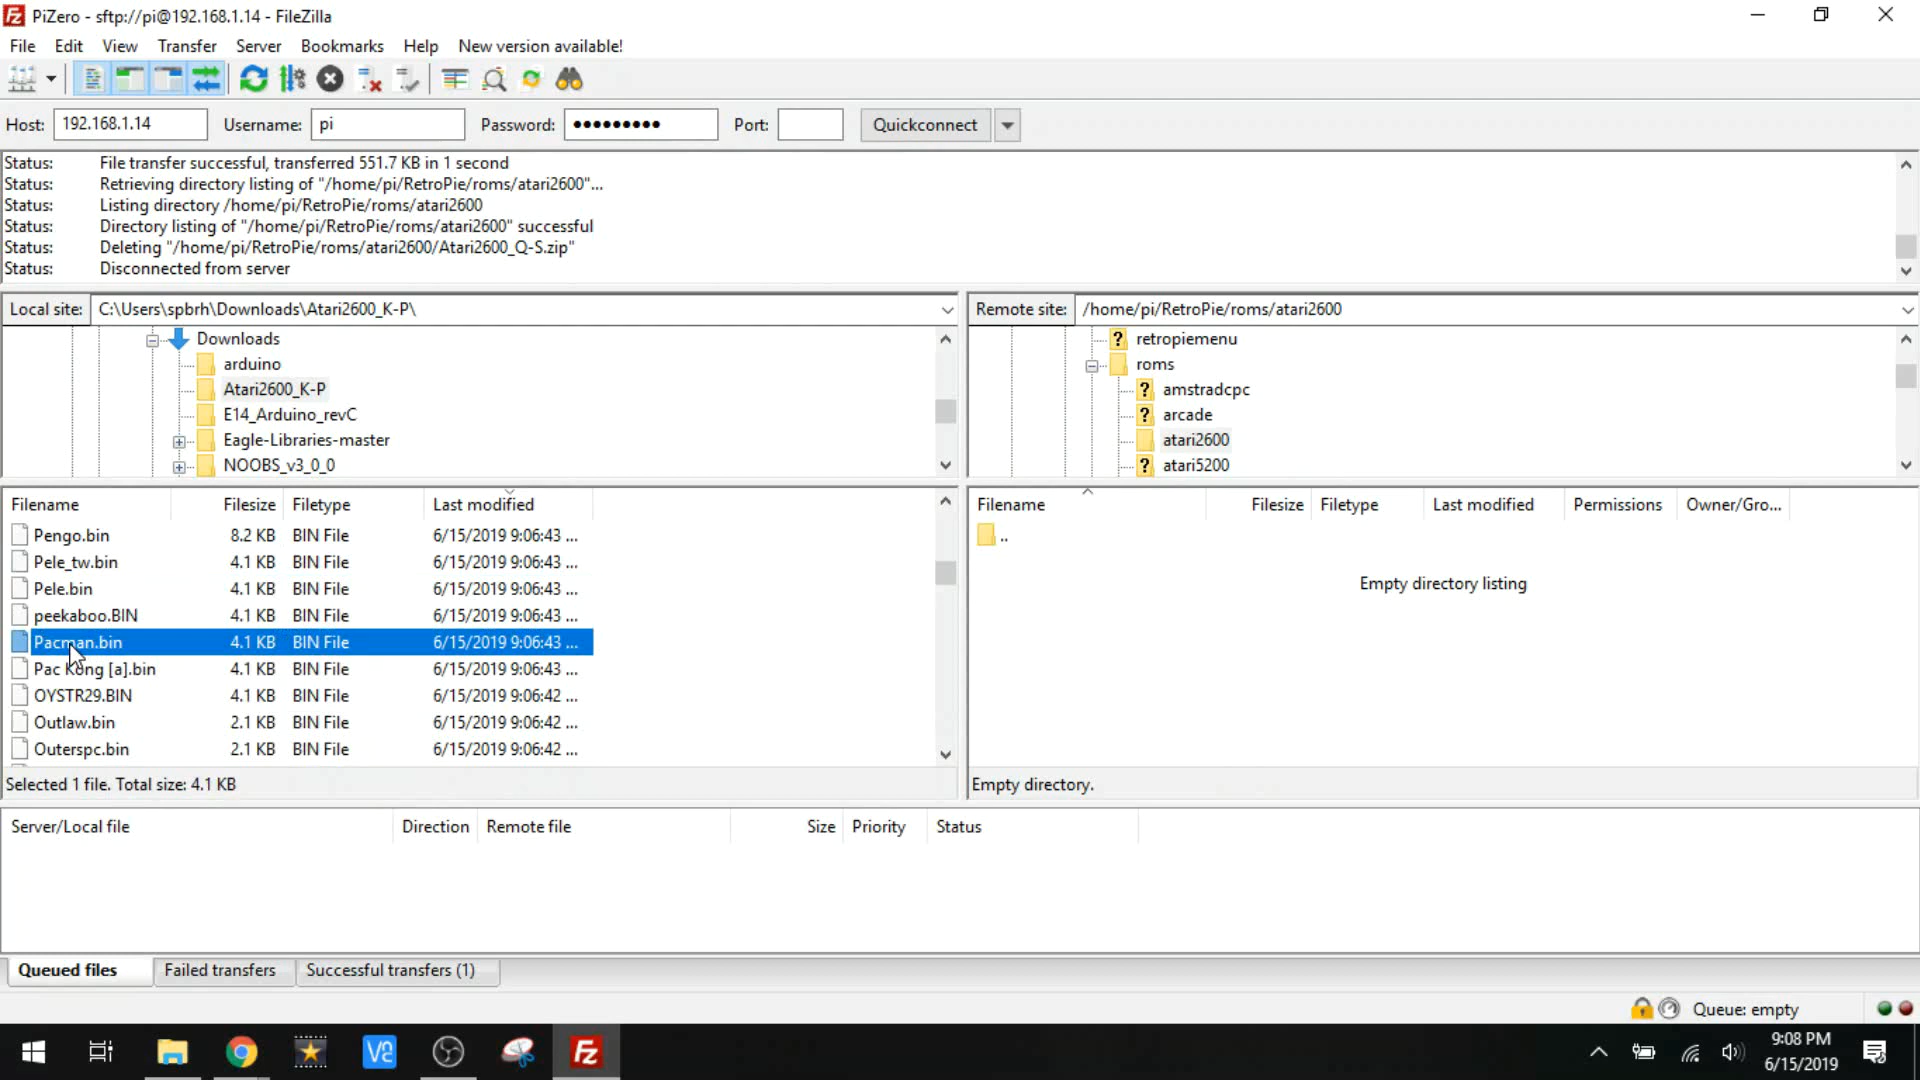 PiZero - sftp://pi@192.168.1.14 - FileZilla
File Edit View Transfer Server Bookmarks Help New version available!
Host: 192.168.1.14 Username: pi Password: ●●●●●●●●● Port: Quickconnect
Status: File transfer successful, transferred 551.7 KB in 1 second
Status: Retrieving directory listing of "/home/pi/RetroPie/roms/atari2600"...
Status: Listing directory /home/pi/RetroPie/roms/atari2600
Status: Directory listing of "/home/pi/RetroPie/roms/atari2600" successful
Status: Deleting "/home/pi/RetroPie/roms/atari2600/Atari2600_Q-S.zip"
Status: Disconnected from server
Local site: C:\Users\spbrh\Downloads\Atari2600_K-P\
Downloads
arduino
Atari2600_K-P
E14_Arduino_revC
Eagle-Libraries-master
NOOBS_v3_0_0
Remote site: /home/pi/RetroPie/roms/atari2600
retropiemenu
roms
amstradcpc
arcade
atari2600
atari5200
Filename Filesize Filetype Last modified
Pengo.bin 8.2 KB BIN File 6/15/2019 9:06:43 ...
Pele_tw.bin 4.1 KB BIN File 6/15/2019 9:06:43 ...
Pele.bin 4.1 KB BIN File 6/15/2019 9:06:43 ...
peekaboo.BIN 4.1 KB BIN File 6/15/2019 9:06:43 ...
Pacman.bin 4.1 KB BIN File 6/15/2019 9:06:43 ...
Pac Kong [a].bin 4.1 KB BIN File 6/15/2019 9:06:43 ...
OYSTR29.BIN 4.1 KB BIN File 6/15/2019 9:06:42 ...
Outlaw.bin 2.1 KB BIN File 6/15/2019 9:06:42 ...
Outerspc.bin 2.1 KB BIN File 6/15/2019 9:06:42 ...
Selected 1 file. Total size: 4.1 KB
Filename Filesize Filetype Last modified Permissions Owner/Gro...
..
Empty directory listing
Empty directory.
Server/Local file Direction Remote file Size Priority Status
Queued files Failed transfers Successful transfers (1)
Queue: empty
9:08 PM
6/15/2019